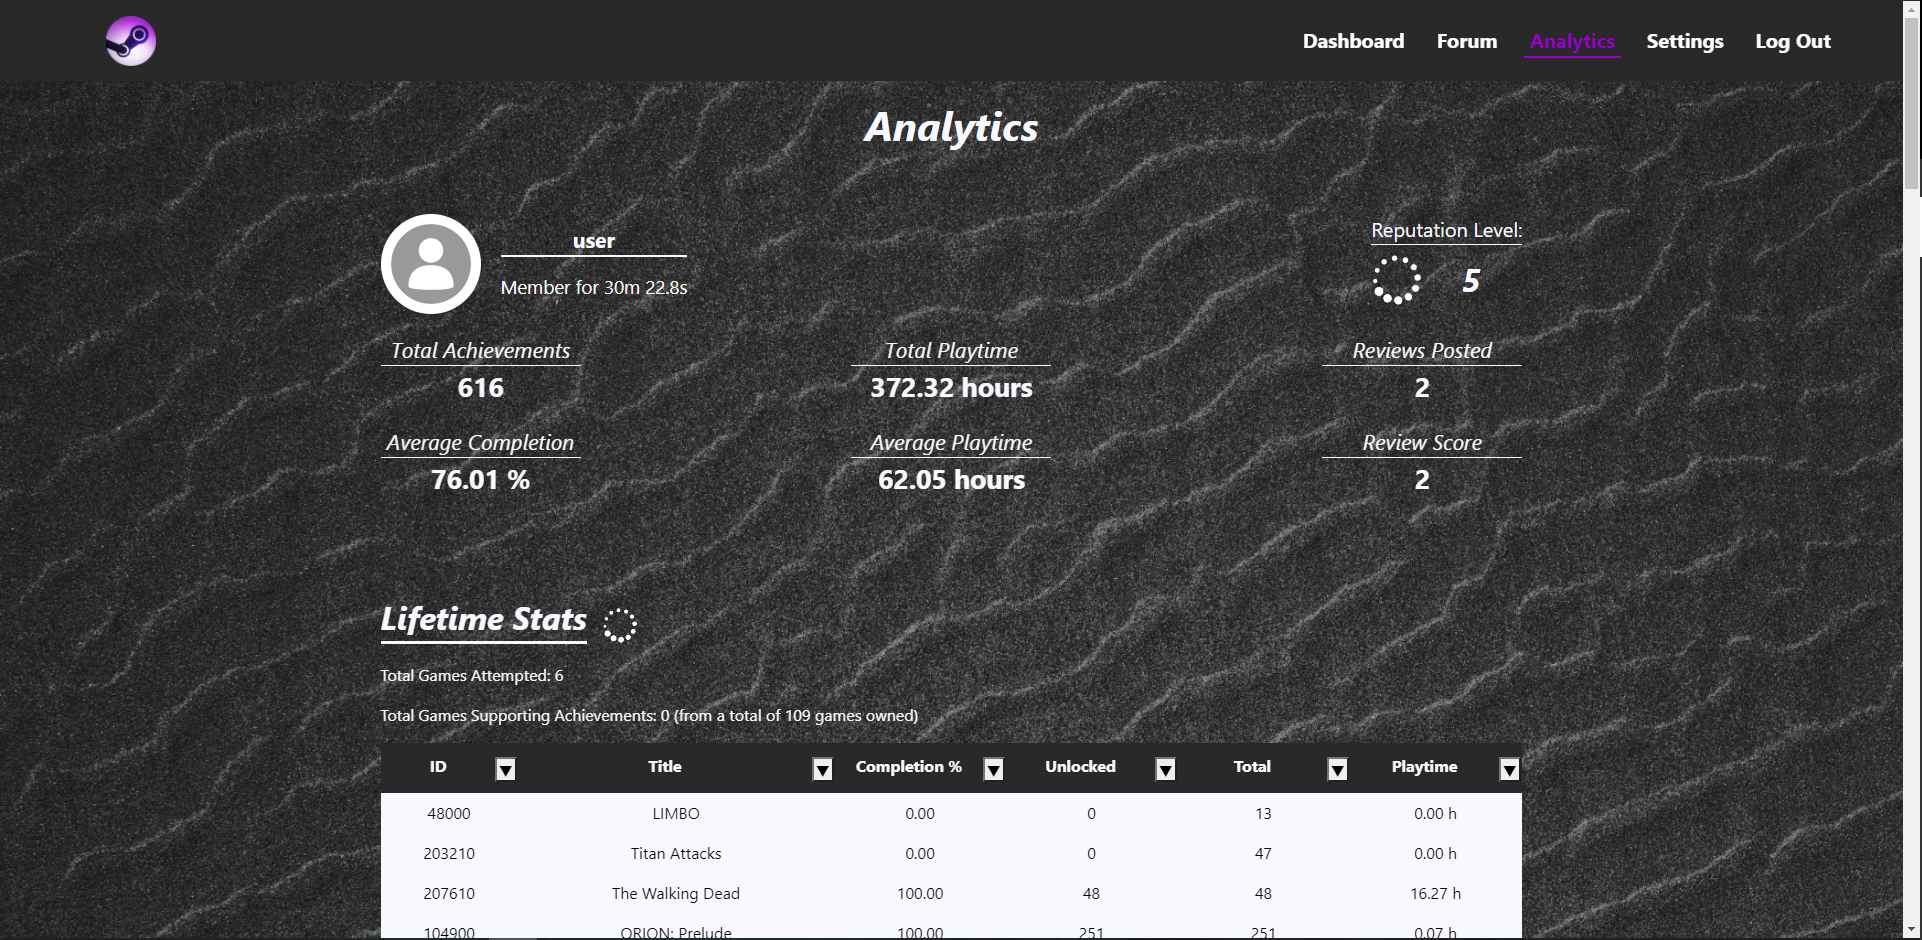 Dashboard Forum Analytics Settings Log Out
Analytics
user
Member for 30m 22.8s
Reputation Level:
5
Total Achievements Total Playtime Reviews Posted
616 372.32 hours 2
Average Completion Average Playtime Review Score
76.01 % 62.05 hours 2
Lifetime Stats
Total Games Attempted: 6
Total Games Supporting Achievements: 0 (from a total of 109 games owned)
ID Title Completion % Unlocked Total Playtime
48000 LIMBO 0.00 0 13 0.00 h
203210 Titan Attacks 0.00 0 47 0.00 h
207610 The Walking Dead 100.00 48 48 16.27 h
104900 ORION: Prelude 100.00 251 251 0.07 h